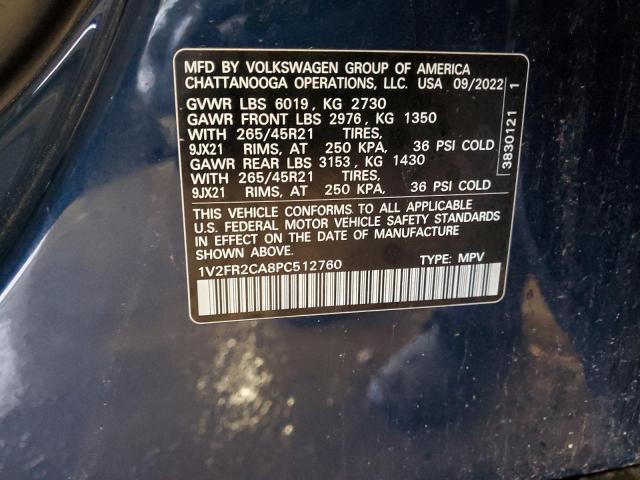 MFD BY VOLKSWAGEN GROUP OF AMERICA
CHATTANOOGA OPERATIONS, LLC. USA 09/2022
GVWR LBS 6019, KG 2730
GAWR FRONT LBS 2976, KG 1350
WITH 265/45R21 TIRES,
9JX21 RIMS, AT 250 KPA, 36 PSI COLD
GAWR REAR LBS 3153, KG 1430
WITH 265/45R21 TIRES,
9JX21 RIMS, AT 250 KPA, 36 PSI COLD
THIS VEHICLE CONFORMS TO ALL APPLICABLE
U.S. FEDERAL MOTOR VEHICLE SAFETY STANDARDS
IN EFFECT ON THE DATE OF MANUFACTURE
SHOWN ABOVE.
1V2FR2CA8PC512760 TYPE: MPV
3830121 1